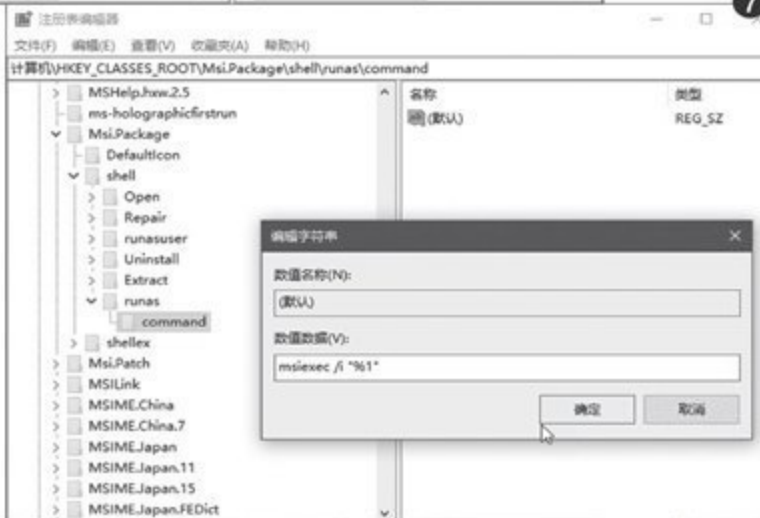 7
注册表编辑器
文件(F) 编辑(E) 查看(V) 收藏夹(A) 帮助(H)
计算机\HKEY_CLASSES_ROOT\Msi.Package\shell\runas\command
MSHelp.hxw.2.5
ms-holographicfirstrun
Msi.Package
DefaultIcon
shell
Open
Repair
runasuser
Uninstall
Extract
runas
command
shellex
Msi.Patch
MSILink
MSIME.China
MSIME.China.7
MSIME.Japan
MSIME.Japan.11
MSIME.Japan.15
MSIME.Japan.FEDict
名称 类型
(默认) REG_SZ
编辑字符串
数值名称(N):
(默认)
数值数据(V):
msiexec /i "%1"
确定 取消